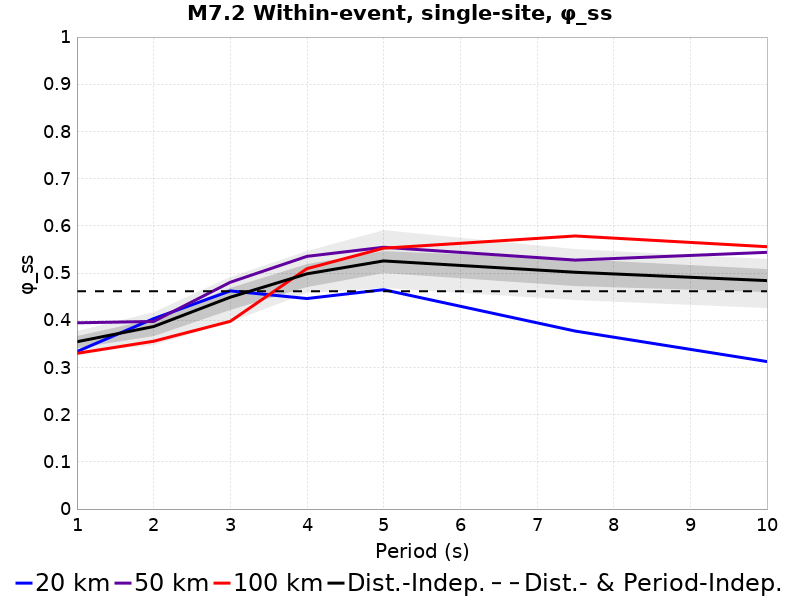 M7.2 Within-event, single-site, φ_ss
1
0.9
0.8
0.7
0.6
0.5
0.4
0.3
0.2
0.1
0
φ_ss
1 2 3 4 5 6 7 8 9 10
Period (s)
20 km 50 km 100 km Dist.-Indep. Dist.- & Period-Indep.